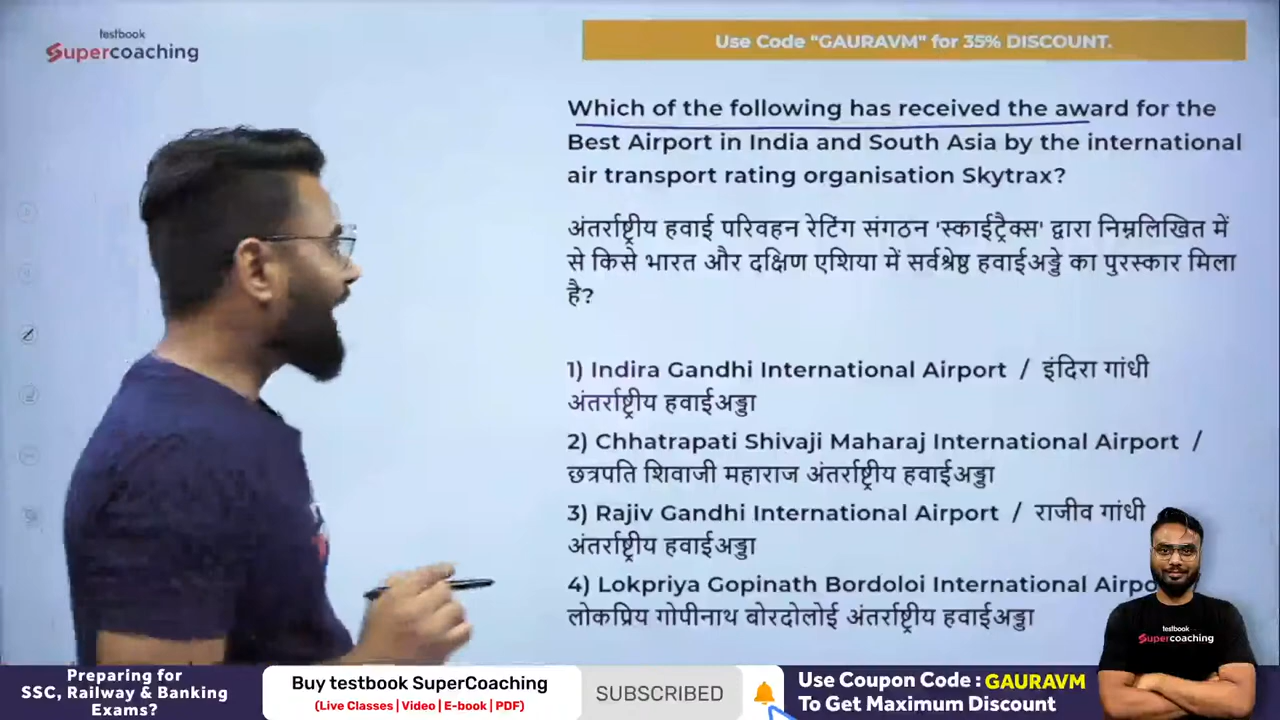 testbook
Supercoaching
Use Code "GAURAVM" for 35% DISCOUNT.
Which of the following has received the award for the
Best Airport in India and South Asia by the international
air transport rating organisation Skytrax?
अंतर्राष्ट्रीय हवाई परिवहन रेटिंग संगठन 'स्काईट्रैक्स' द्वारा निम्नलिखित में
से किसे भारत और दक्षिण एशिया में सर्वश्रेष्ठ हवाईअड्डे का पुरस्कार मिला
है?
1) Indira Gandhi International Airport / इंदिरा गांधी
अंतर्राष्ट्रीय हवाईअड्डा
2) Chhatrapati Shivaji Maharaj International Airport /
छत्रपति शिवाजी महाराज अंतर्राष्ट्रीय हवाईअड्डा
3) Rajiv Gandhi International Airport / राजीव गांधी
अंतर्राष्ट्रीय हवाईअड्डा
4) Lokpriya Gopinath Bordoloi International Airpo
लोकप्रिय गोपीनाथ बोरदोलोई अंतर्राष्ट्रीय हवाईअड्डा
testbook
Supercoaching
Preparing for
SSC, Railway & Banking
Exams?
Buy testbook SuperCoaching
(Live Classes | Video | E-book | PDF)
SUBSCRIBED
Use Coupon Code : GAURAVM
To Get Maximum Discount